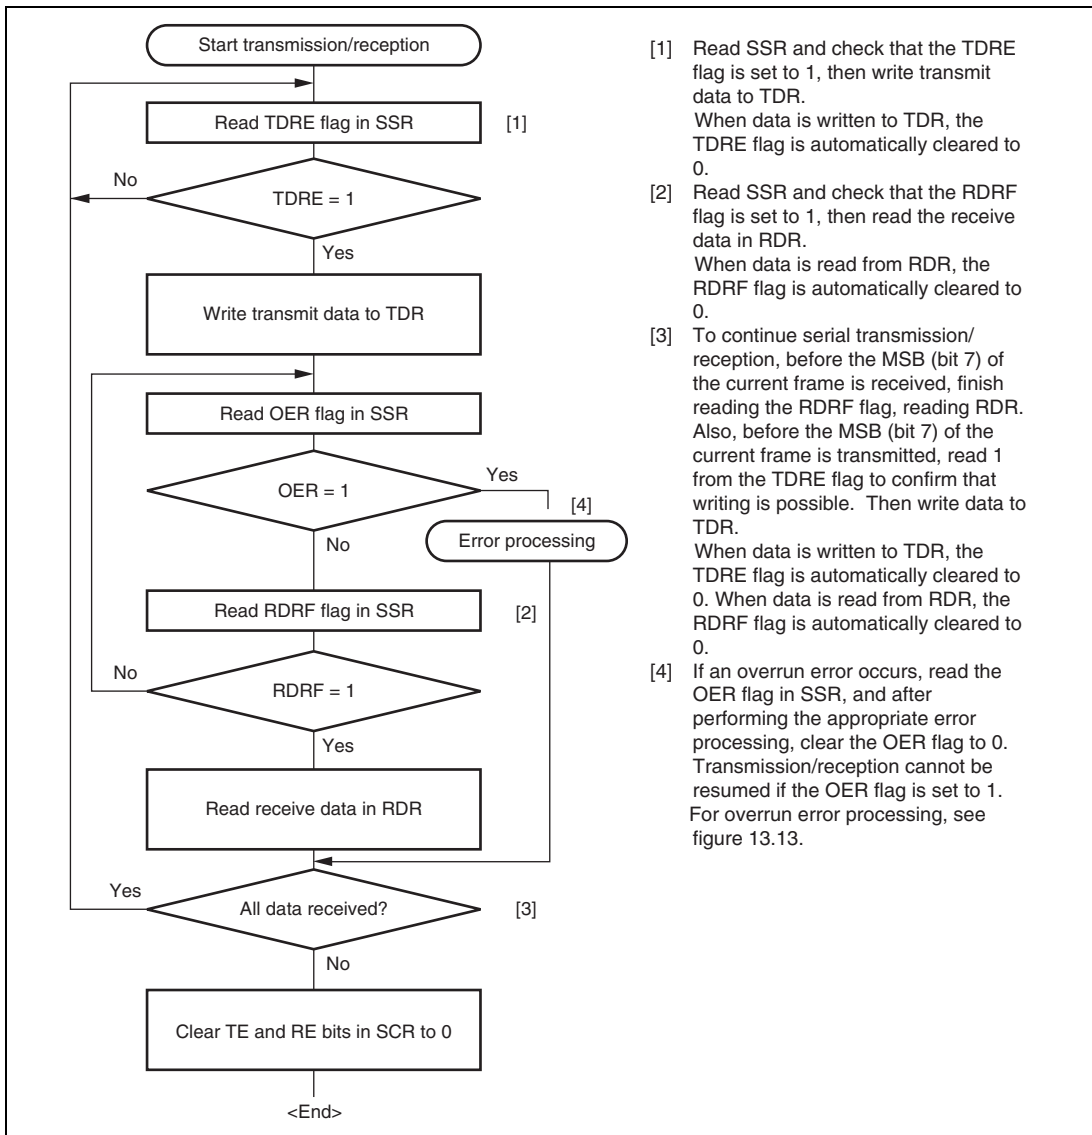 Start transmission/reception
Read TDRE flag in SSR
[1]
No
TDRE = 1
Yes
Write transmit data to TDR
Read OER flag in SSR
Yes
OER = 1
[4]
No
Error processing
Read RDRF flag in SSR
[2]
No
RDRF = 1
Yes
Read receive data in RDR
Yes
All data received?
[3]
No
Clear TE and RE bits in SCR to 0
<End>
[1] Read SSR and check that the TDRE
flag is set to 1, then write transmit
data to TDR.
When data is written to TDR, the
TDRE flag is automatically cleared to
0.
[2] Read SSR and check that the RDRF
flag is set to 1, then read the receive
data in RDR.
When data is read from RDR, the
RDRF flag is automatically cleared to
0.
[3] To continue serial transmission/
reception, before the MSB (bit 7) of
the current frame is received, finish
reading the RDRF flag, reading RDR.
Also, before the MSB (bit 7) of the
current frame is transmitted, read 1
from the TDRE flag to confirm that
writing is possible. Then write data to
TDR.
When data is written to TDR, the
TDRE flag is automatically cleared to
0. When data is read from RDR, the
RDRF flag is automatically cleared to
0.
[4] If an overrun error occurs, read the
OER flag in SSR, and after
performing the appropriate error
processing, clear the OER flag to 0.
Transmission/reception cannot be
resumed if the OER flag is set to 1.
For overrun error processing, see
figure 13.13.